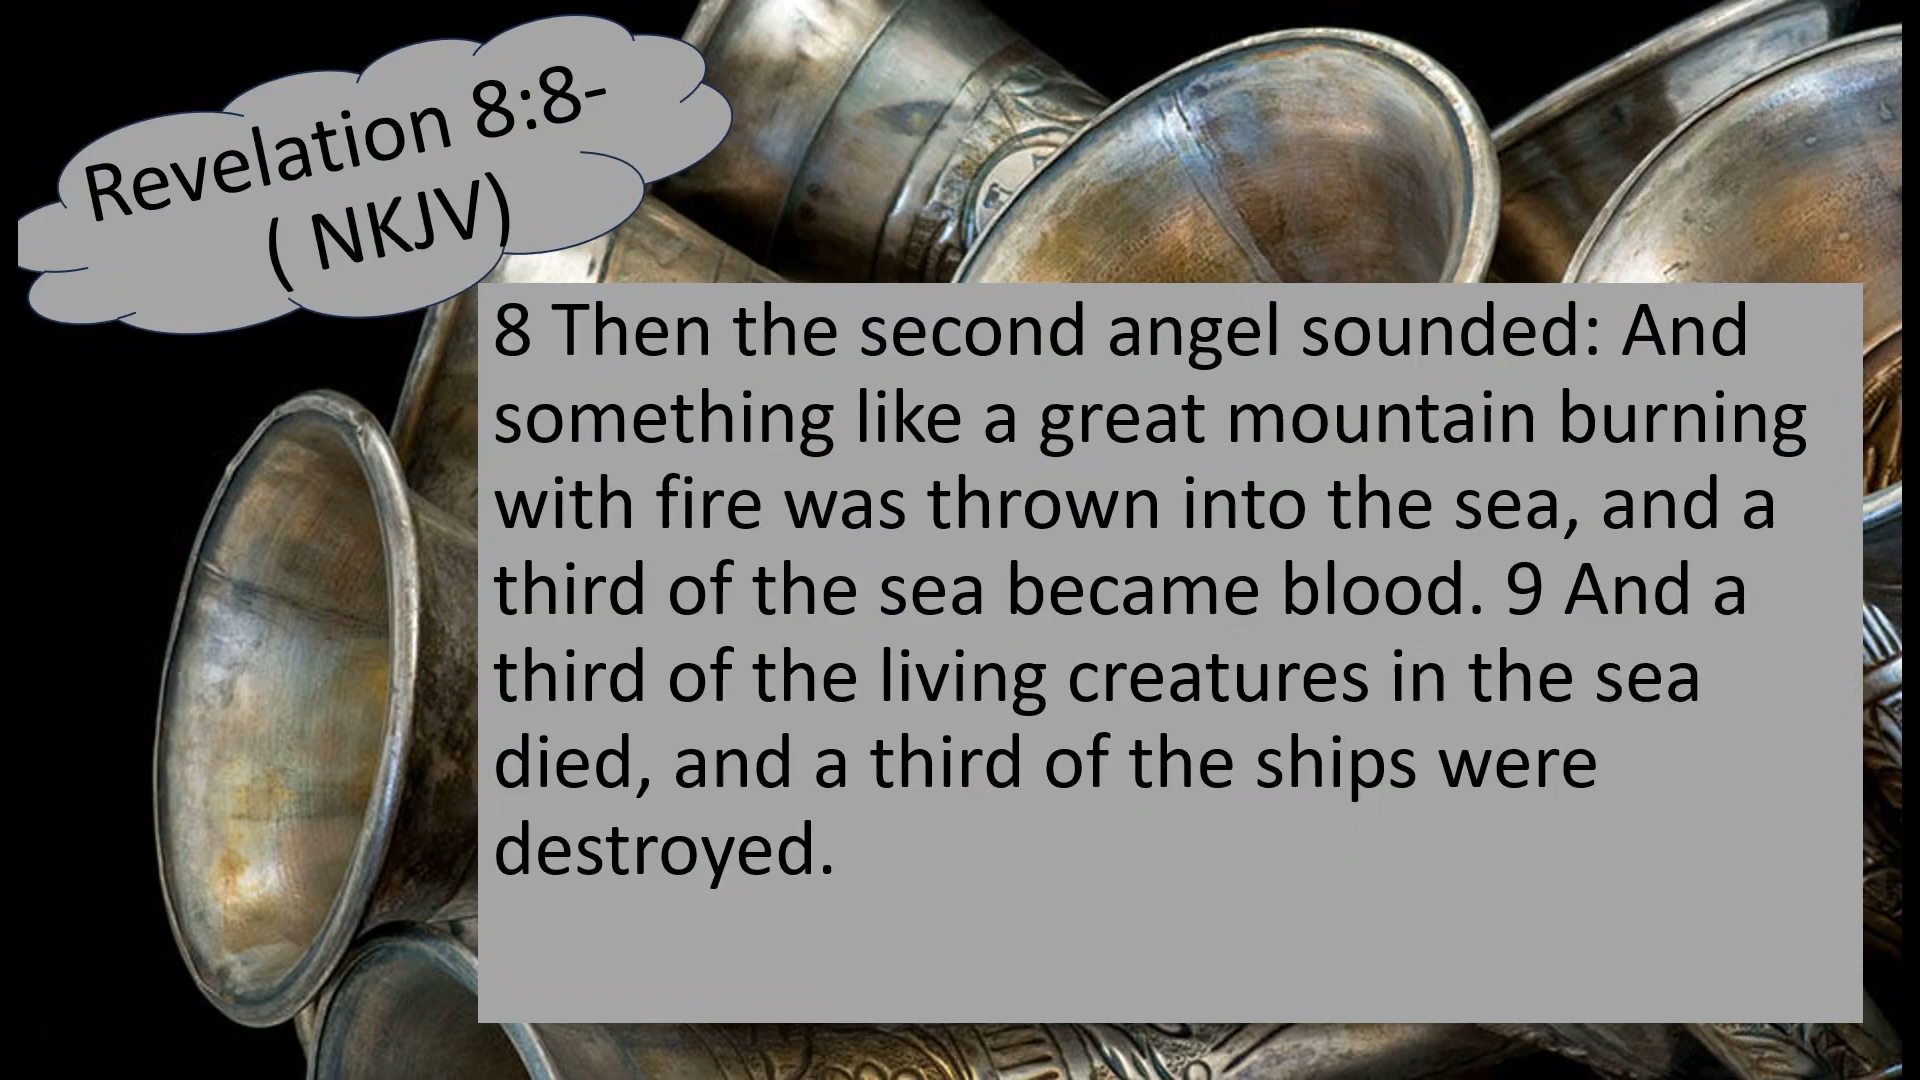 Revelation 8:8-
( NKJV)
8 Then the second angel sounded: And
something like a great mountain burning
with fire was thrown into the sea, and a
third of the sea became blood. 9 And a
third of the living creatures in the sea
died, and a third of the ships were
destroyed.